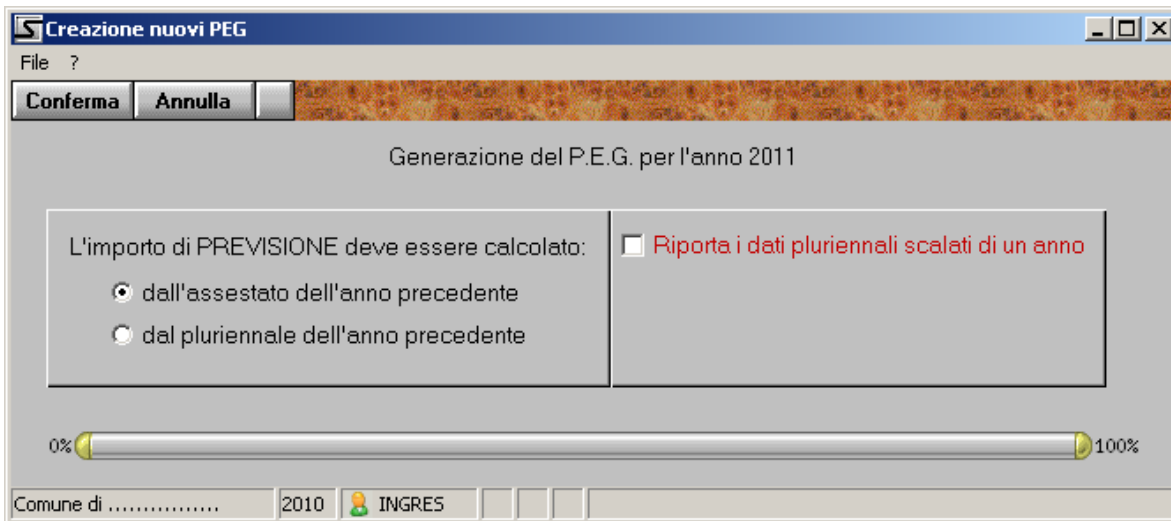 Creazione nuovi PEG
File ?
Conferma Annulla
Generazione del P.E.G. per l'anno 2011
L'importo di PREVISIONE deve essere calcolato:
Riporta i dati pluriennali scalati di un anno
dall'assestato dell'anno precedente
dal pluriennale dell'anno precedente
0% 100%
Comune di ................ 2010 INGRES